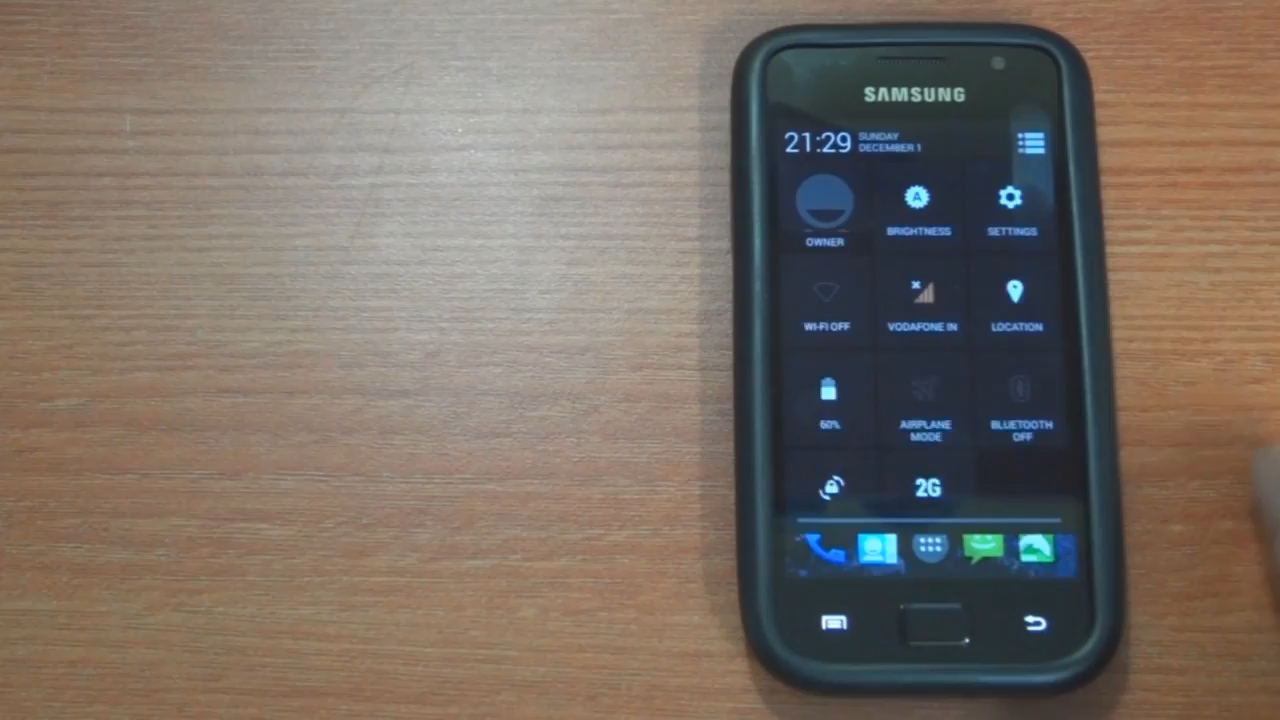 SAMSUNG
21:29
SUNDAY
DECEMBER 1
OWNER
BRIGHTNESS
SETTINGS
WI-FI OFF
VODAFONE IN
LOCATION
60%
AIRPLANE
MODE
BLUETOOTH
OFF
2G